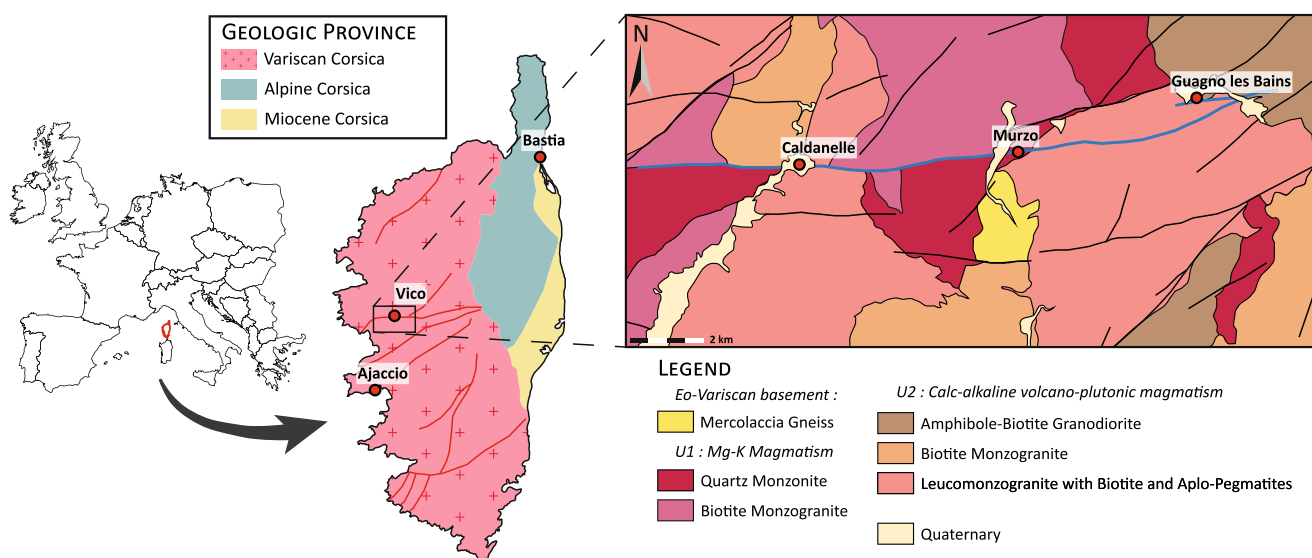 GEOLOGIC PROVINCE
Variscan Corsica
Alpine Corsica
Miocene Corsica
Bastia
Vico
Ajaccio
N
Guagno les Bains
Murzo
Caldanelle
2 km
LEGEND
Eo-Variscan basement :
Mercolaccia Gneiss
U1 : Mg-K Magmatism
Quartz Monzonite
Biotite Monzogranite
U2 : Calc-alkaline volcano-plutonic magmatism
Amphibole-Biotite Granodiorite
Biotite Monzogranite
Leucomonzogranite with Biotite and Aplo-Pegmatites
Quaternary